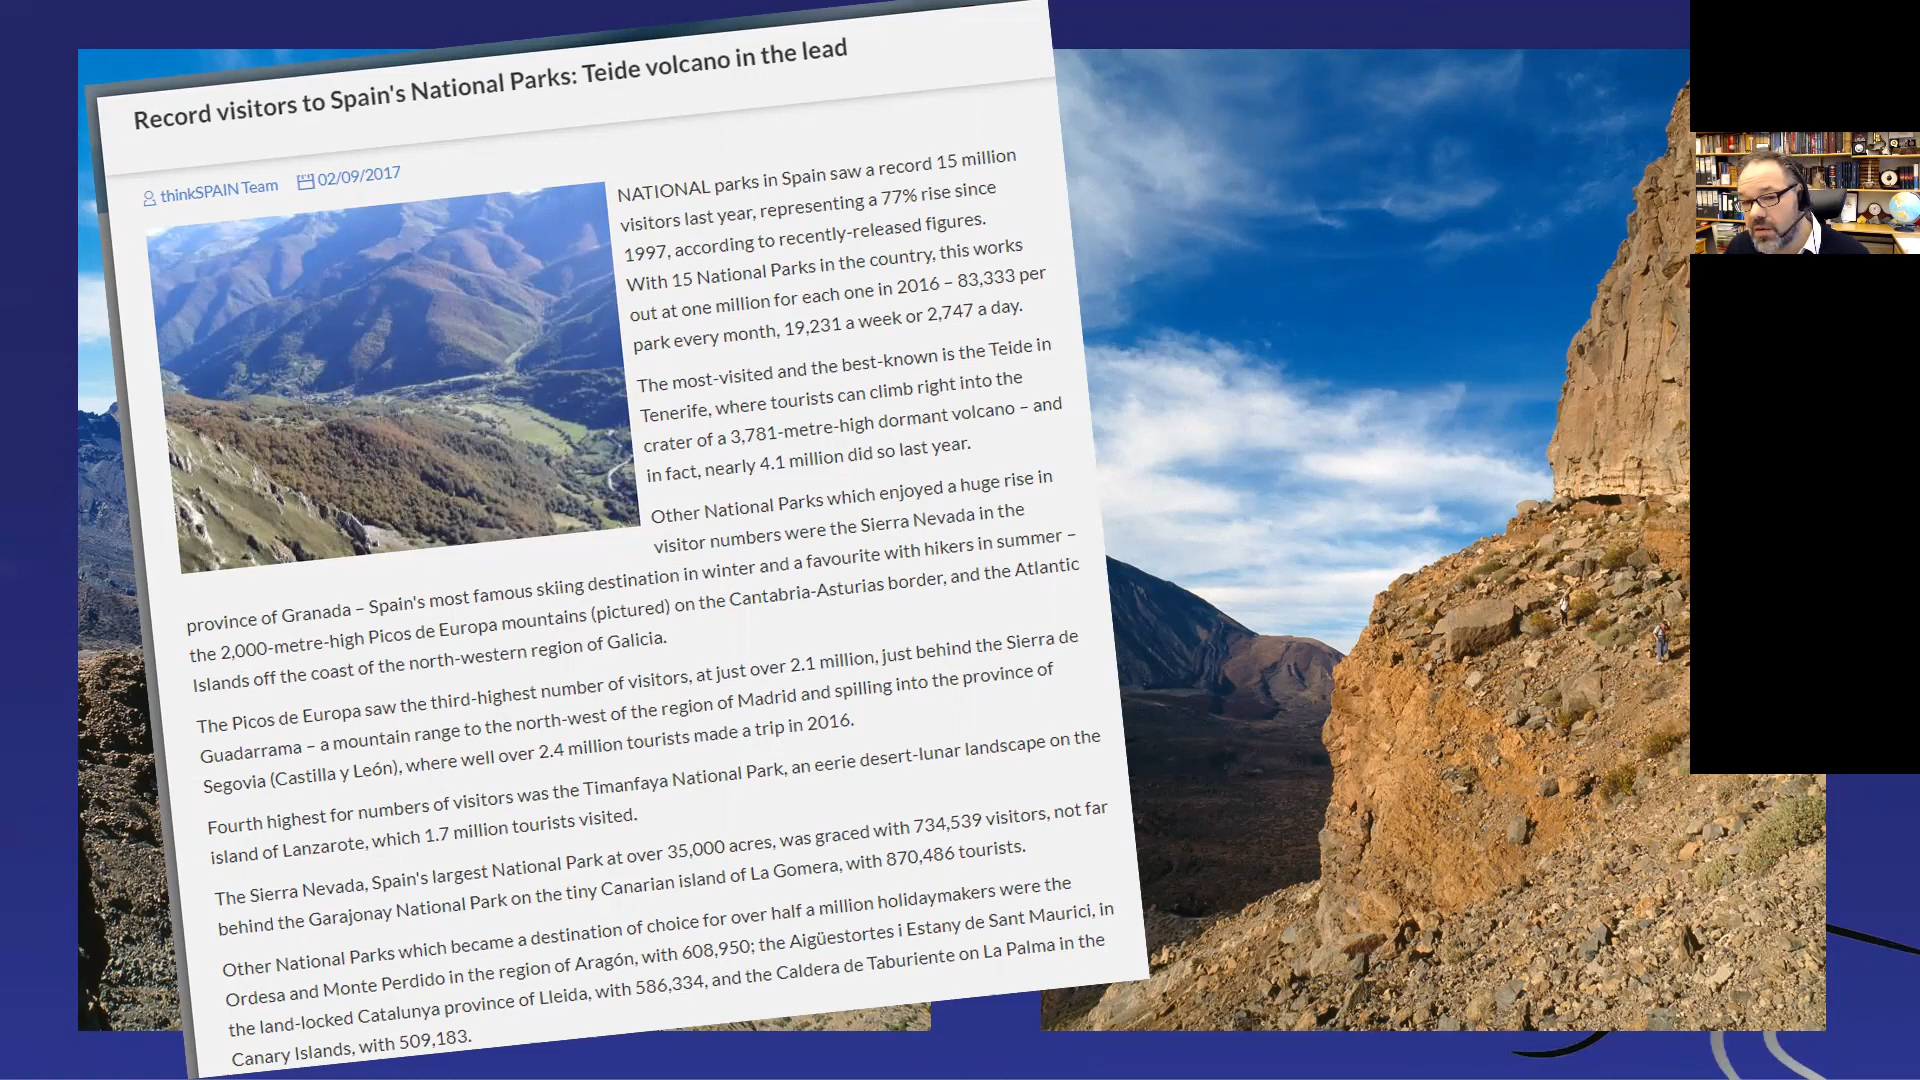 Record visitors to Spain's National Parks: Teide volcano in the lead
thinkSPAIN Team 02/09/2017
NATIONAL parks in Spain saw a record 15 million
visitors last year, representing a 77% rise since
1997, according to recently-released figures.
With 15 National Parks in the country, this works
out at one million for each one in 2016 – 83,333 per
park every month, 19,231 a week or 2,747 a day.
The most-visited and the best-known is the Teide in
Tenerife, where tourists can climb right into the
crater of a 3,781-metre-high dormant volcano – and
in fact, nearly 4.1 million did so last year.
Other National Parks which enjoyed a huge rise in
visitor numbers were the Sierra Nevada in the
province of Granada – Spain's most famous skiing destination in winter and a favourite with hikers in summer –
the 2,000-metre-high Picos de Europa mountains (pictured) on the Cantabria-Asturias border, and the Atlantic
Islands off the coast of the north-western region of Galicia.
The Picos de Europa saw the third-highest number of visitors, at just over 2.1 million, just behind the Sierra de
Guadarrama – a mountain range to the north-west of the region of Madrid and spilling into the province of
Segovia (Castilla y León), where well over 2.4 million tourists made a trip in 2016.
Fourth highest for numbers of visitors was the Timanfaya National Park, an eerie desert-lunar landscape on the
island of Lanzarote, which 1.7 million tourists visited.
The Sierra Nevada, Spain's largest National Park at over 35,000 acres, was graced with 734,539 visitors, not far
behind the Garajonay National Park on the tiny Canarian island of La Gomera, with 870,486 tourists.
Other National Parks which became a destination of choice for over half a million holidaymakers were the
Ordesa and Monte Perdido in the region of Aragón, with 608,950; the Aigüestortes i Estany de Sant Maurici, in
the land-locked Catalunya province of Lleida, with 586,334, and the Caldera de Taburiente on La Palma in the
Canary Islands, with 509,183.